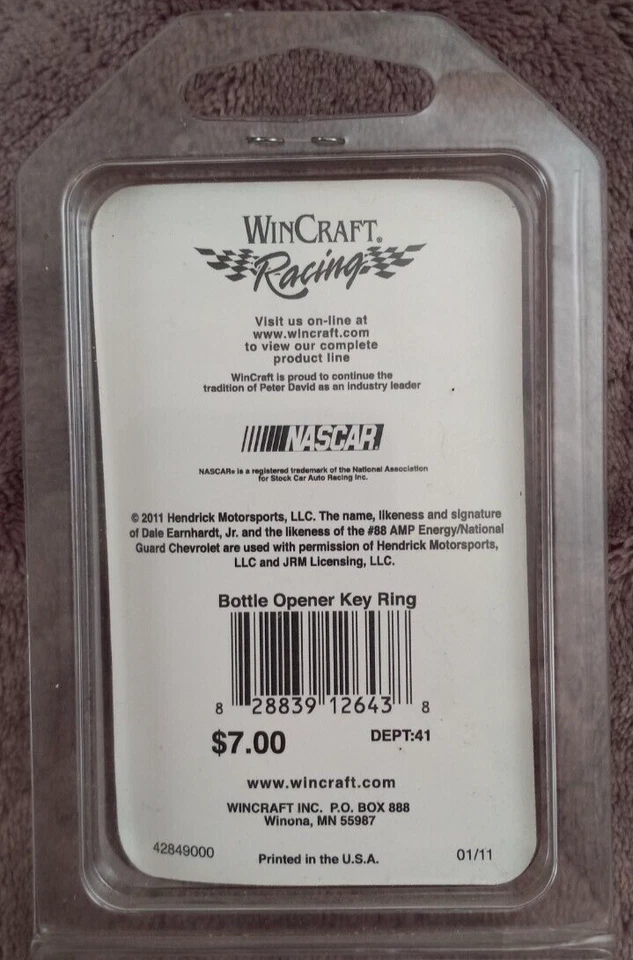 WINCRAFT®
Racing
Visit us on-line at
www.wincraft.com
to view our complete
product line
WinCraft is proud to continue the
tradition of Peter David as an industry leader
NASCAR®
NASCAR® is a registered trademark of the National Association
for Stock Car Auto Racing Inc.
© 2011 Hendrick Motorsports, LLC. The name, likeness and signature
of Dale Earnhardt, Jr. and the likeness of the #88 AMP Energy/National
Guard Chevrolet are used with permission of Hendrick Motorsports,
LLC and JRM Licensing, LLC.
Bottle Opener Key Ring
8 28839 12643 8
$7.00 DEPT:41
www.wincraft.com
WINCRAFT INC. P.O. BOX 888
Winona, MN 55987
42849000 Printed in the U.S.A. 01/11